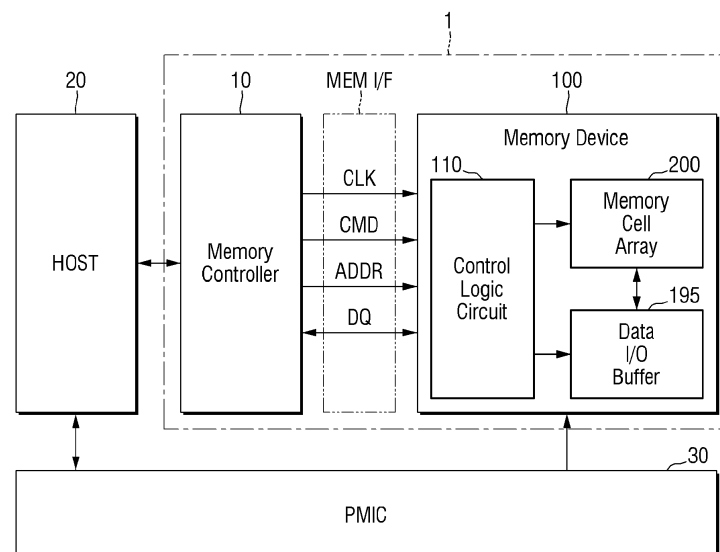 1
20
10
MEM I/F
100
HOST
Memory
Controller
CLK
CMD
ADDR
DQ
Memory Device
110
Control
Logic
Circuit
200
Memory
Cell
Array
195
Data
I/O
Buffer
30
PMIC